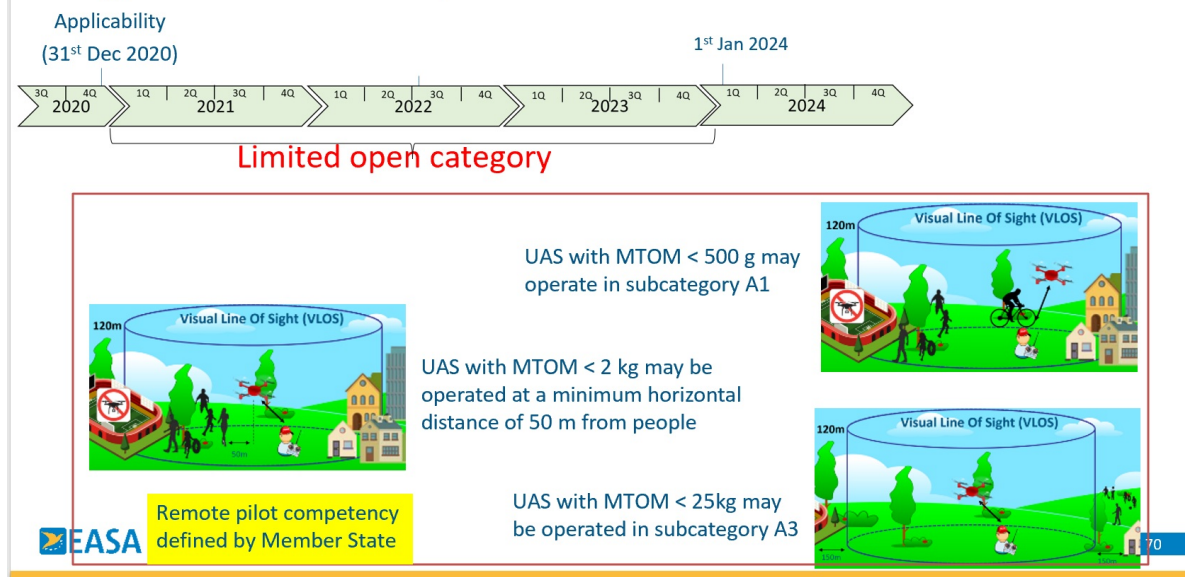 Applicability
(31st Dec 2020)
1st Jan 2024
3Q 4Q 1Q 2Q 3Q 4Q 1Q 2Q 3Q 4Q 1Q 2Q 3Q 4Q 1Q 2Q 3Q 4Q
2020 2021 2022 2023 2024
Limited open category
UAS with MTOM < 500 g may
operate in subcategory A1
120m
Visual Line Of Sight (VLOS)
120m
Visual Line Of Sight (VLOS)
50m
UAS with MTOM < 2 kg may be
operated at a minimum horizontal
distance of 50 m from people
UAS with MTOM < 25kg may
be operated in subcategory A3
120m
Visual Line Of Sight (VLOS)
150m
150m
Remote pilot competency
defined by Member State
EASA
70